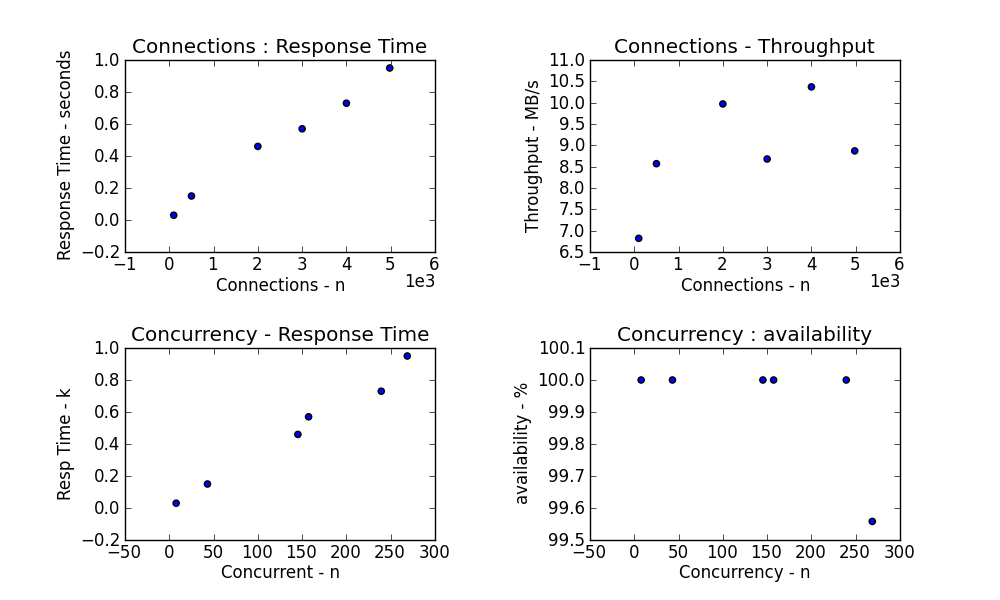 Connections : Response Time
Response Time - seconds
1.0
0.8
0.6
0.4
0.2
0.0
−0.2
−1 0 1 2 3 4 5 6
1e3
Connections - n
Connections - Throughput
Throughput - MB/s
11.0
10.5
10.0
9.5
9.0
8.5
8.0
7.5
7.0
6.5
−1 0 1 2 3 4 5 6
1e3
Connections - n
Concurrency - Response Time
Resp Time - k
1.0
0.8
0.6
0.4
0.2
0.0
−0.2
−50 0 50 100 150 200 250 300
Concurrent - n
Concurrency : availability
availability - %
100.1
100.0
99.9
99.8
99.7
99.6
99.5
−50 0 50 100 150 200 250 300
Concurrency - n